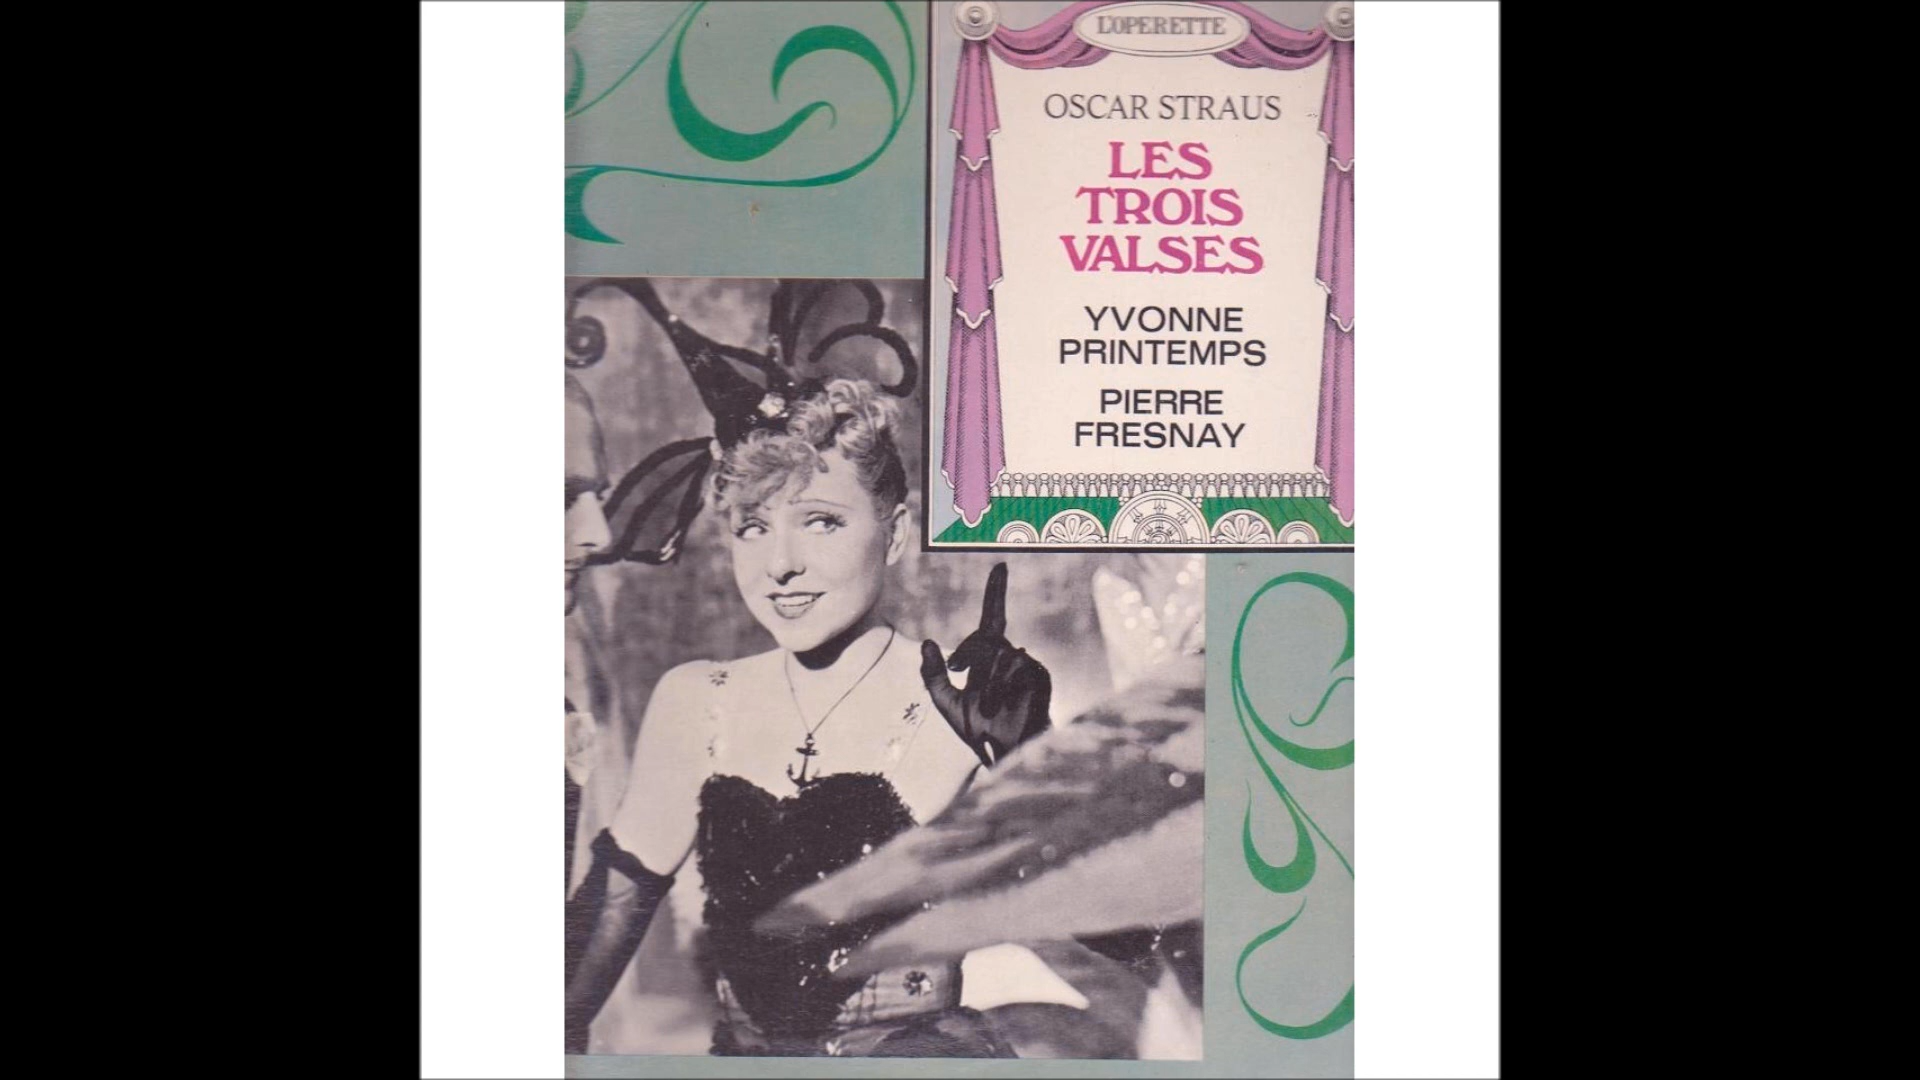 L'OPERETTE
OSCAR STRAUS
LES
TROIS
VALSES
YVONNE
PRINTEMPS
PIERRE
FRESNAY